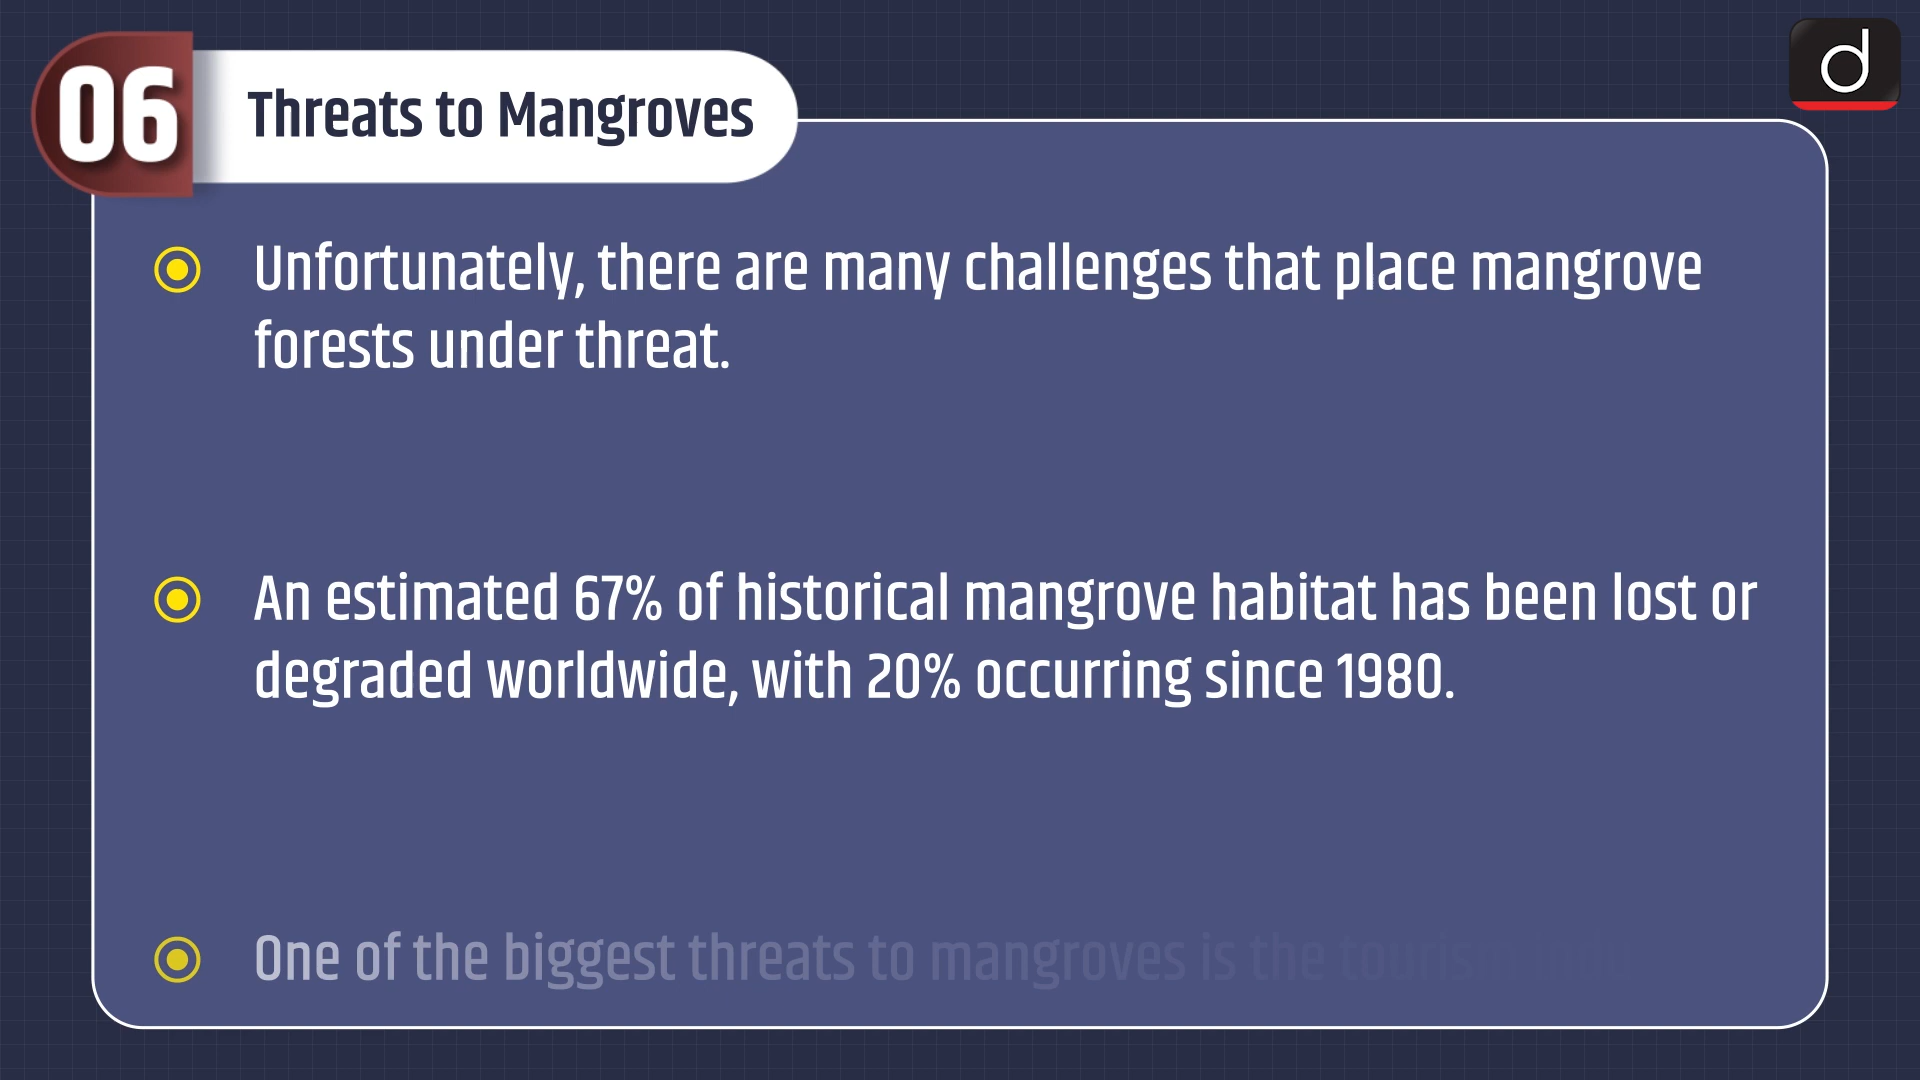 06
Threats to Mangroves
d
Unfortunately, there are many challenges that place mangrove
forests under threat.
An estimated 67% of historical mangrove habitat has been lost or
degraded worldwide, with 20% occurring since 1980.
One of the biggest threats to mangroves is the tourism